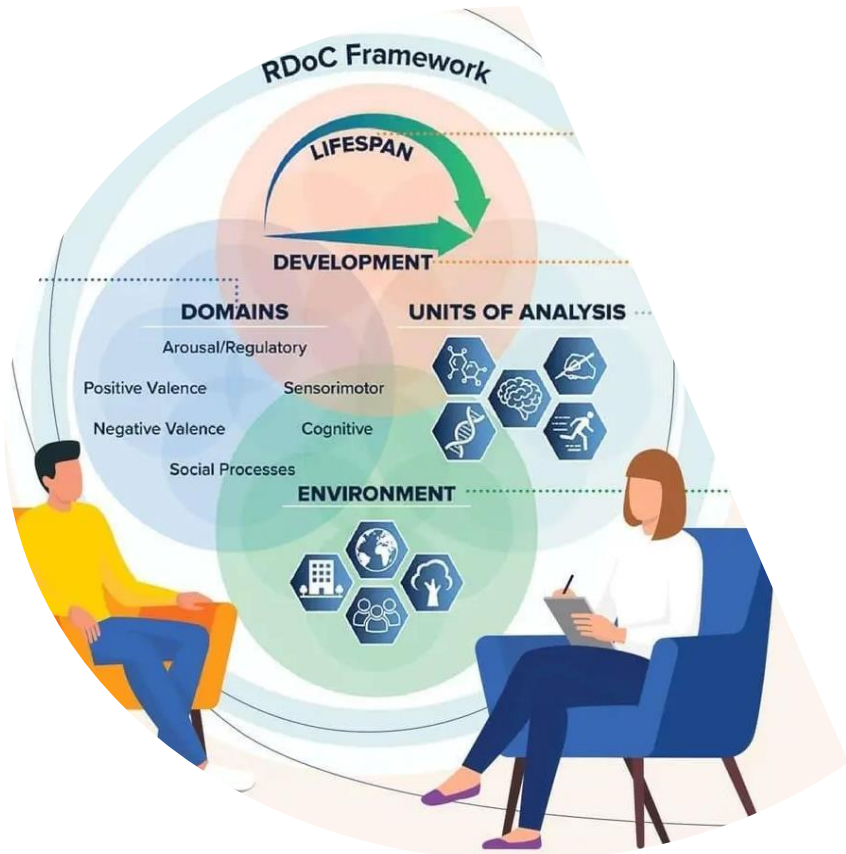 RDoC Framework
LIFESPAN
DEVELOPMENT
DOMAINS
Arousal/Regulatory
Positive Valence
Sensorimotor
Negative Valence
Cognitive
Social Processes
UNITS OF ANALYSIS
ENVIRONMENT